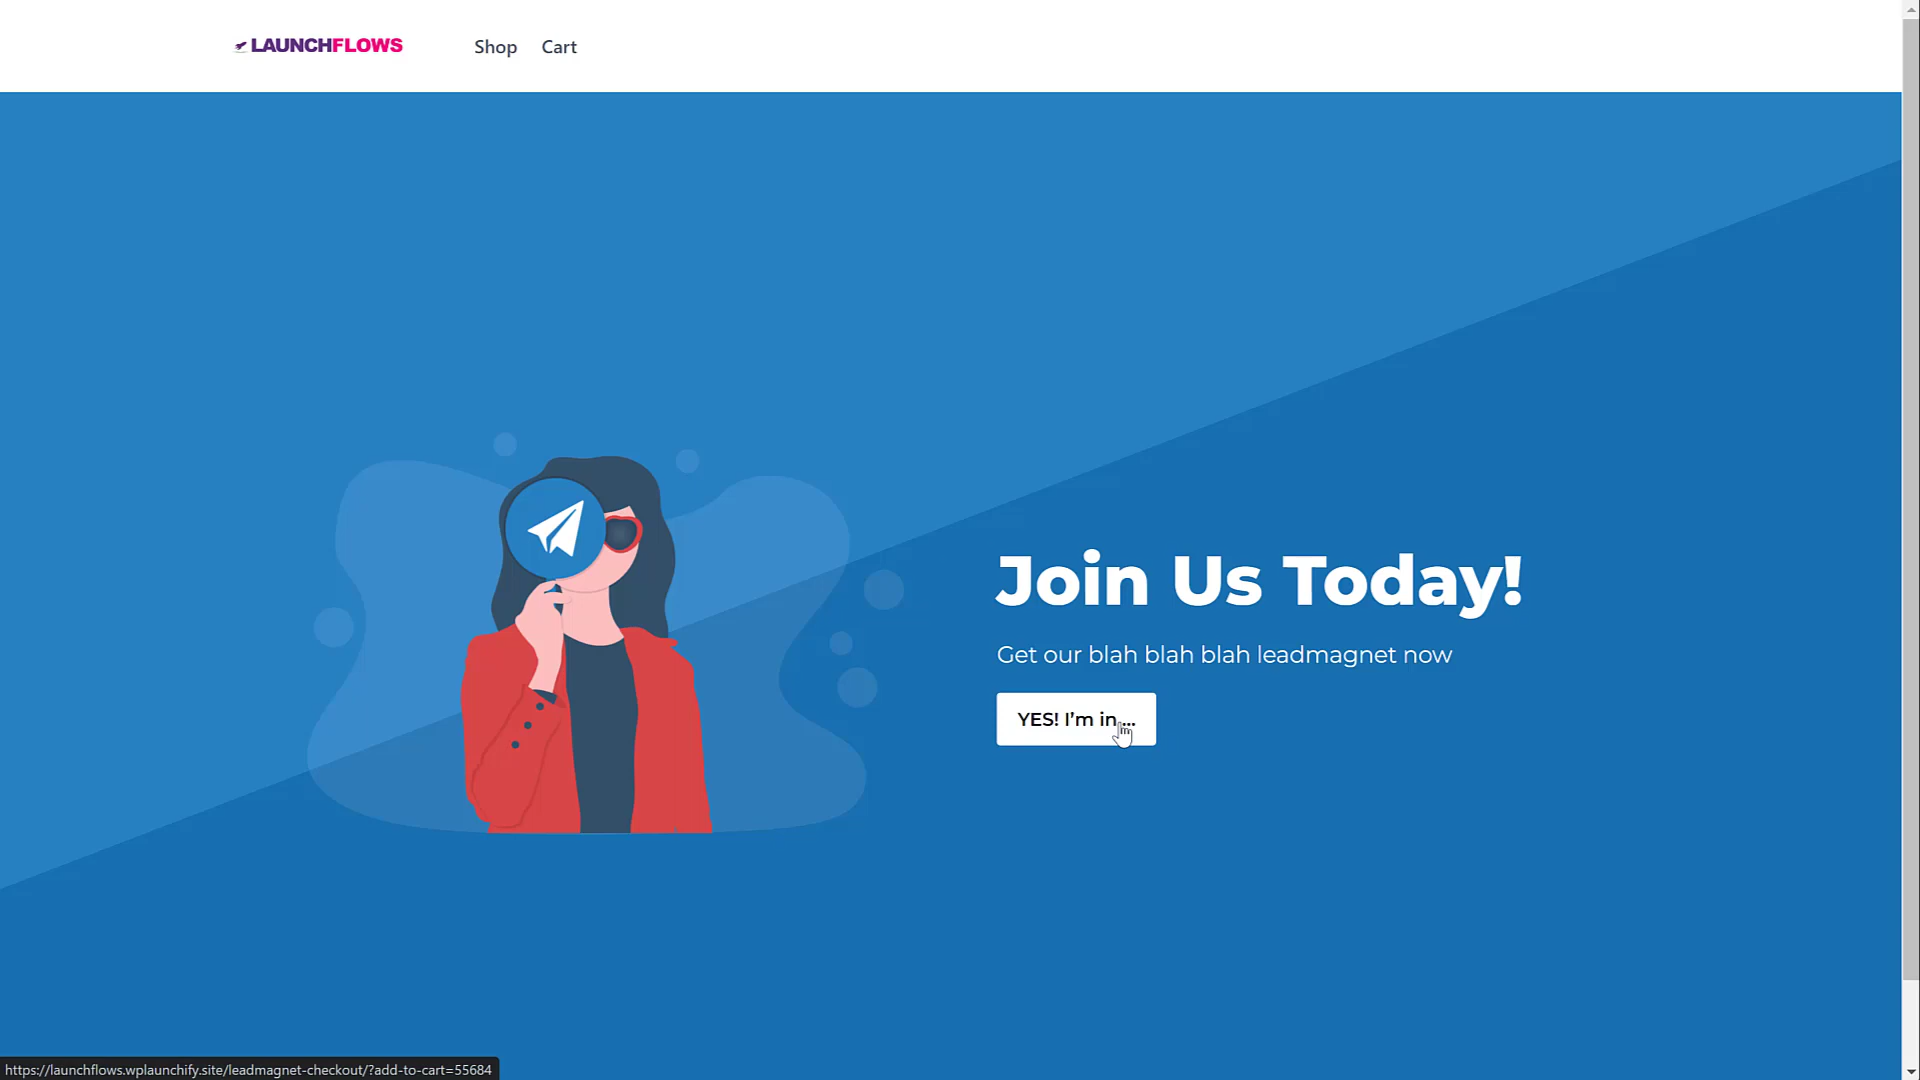 LAUNCHFLOWS
Shop
Cart
Join Us Today!
Get our blah blah blah leadmagnet now
YES! I'm in ...
https://launchflows.wplaunchify.site/leadmagnet-checkout/?add-to-cart=55684